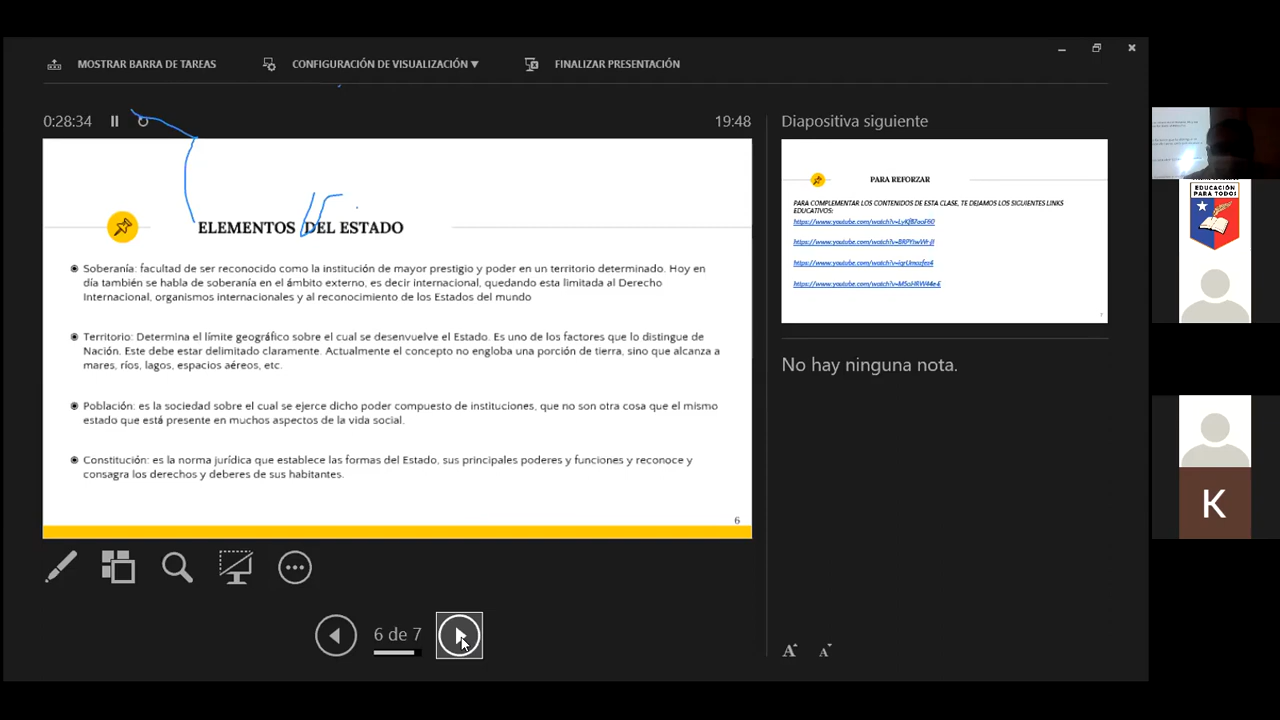 MOSTRAR BARRA DE TAREAS
CONFIGURACIÓN DE VISUALIZACIÓN ▼
FINALIZAR PRESENTACIÓN
0:28:34
19:48
ELEMENTOS DEL ESTADO
Soberanía: facultad de ser reconocido como la institución de mayor prestigio y poder en un territorio determinado. Hoy en
día también se habla de soberanía en el ámbito externo, es decir internacional, quedando esta limitada al Derecho
Internacional, organismos internacionales y al reconocimiento de los Estados del mundo
Territorio: Determina el límite geográfico sobre el cual se desenvuelve el Estado. Es uno de los factores que lo distingue de
Nación. Este debe estar delimitado claramente. Actualmente el concepto no engloba una porción de tierra, sino que alcanza a
mares, ríos, lagos, espacios aéreos, etc.
Población: es la sociedad sobre el cual se ejerce dicho poder compuesto de instituciones, que no son otra cosa que el mismo
estado que está presente en muchos aspectos de la vida social.
Constitución: es la norma jurídica que establece las formas del Estado, sus principales poderes y funciones y reconoce y
consagra los derechos y deberes de sus habitantes.
6
6 de 7
Diapositiva siguiente
PARA REFORZAR
PARA COMPLEMENTAR LOS CONTENIDOS DE ESTA CLASE, TE DEJAMOS LOS SIGUIENTES LINKS
EDUCATIVOS:
7
No hay ninguna nota.
A A
EDUCACIÓN
PARA TODOS
K